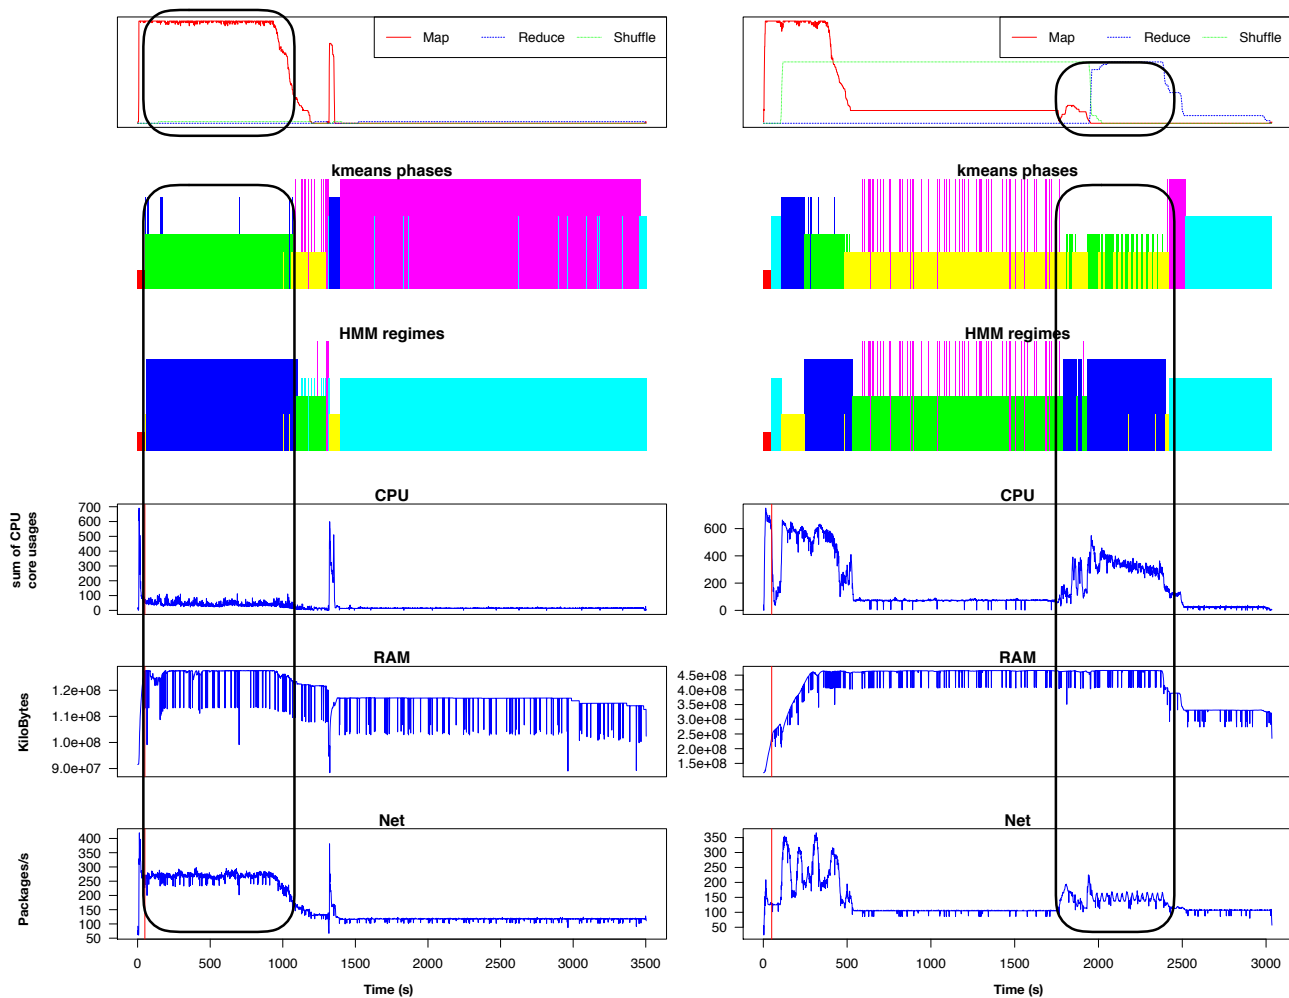 Map Reduce Shuffle
Map Reduce Shuffle
kmeans phases
kmeans phases
HMM regimes
HMM regimes
CPU
CPU
sum of CPU
core usages
700
600
500
400
300
200
100
0
600
400
200
0
RAM
RAM
KiloBytes
1.2e+08
1.1e+08
1.0e+08
9.0e+07
4.5e+08
4.0e+08
3.5e+08
3.0e+08
2.5e+08
2.0e+08
1.5e+08
Net
Net
Packages/s
400
350
300
250
200
150
100
50
350
300
250
200
150
100
50
0 500 1000 1500 2000 2500 3000 3500
0 500 1000 1500 2000 2500 3000
Time (s)
Time (s)